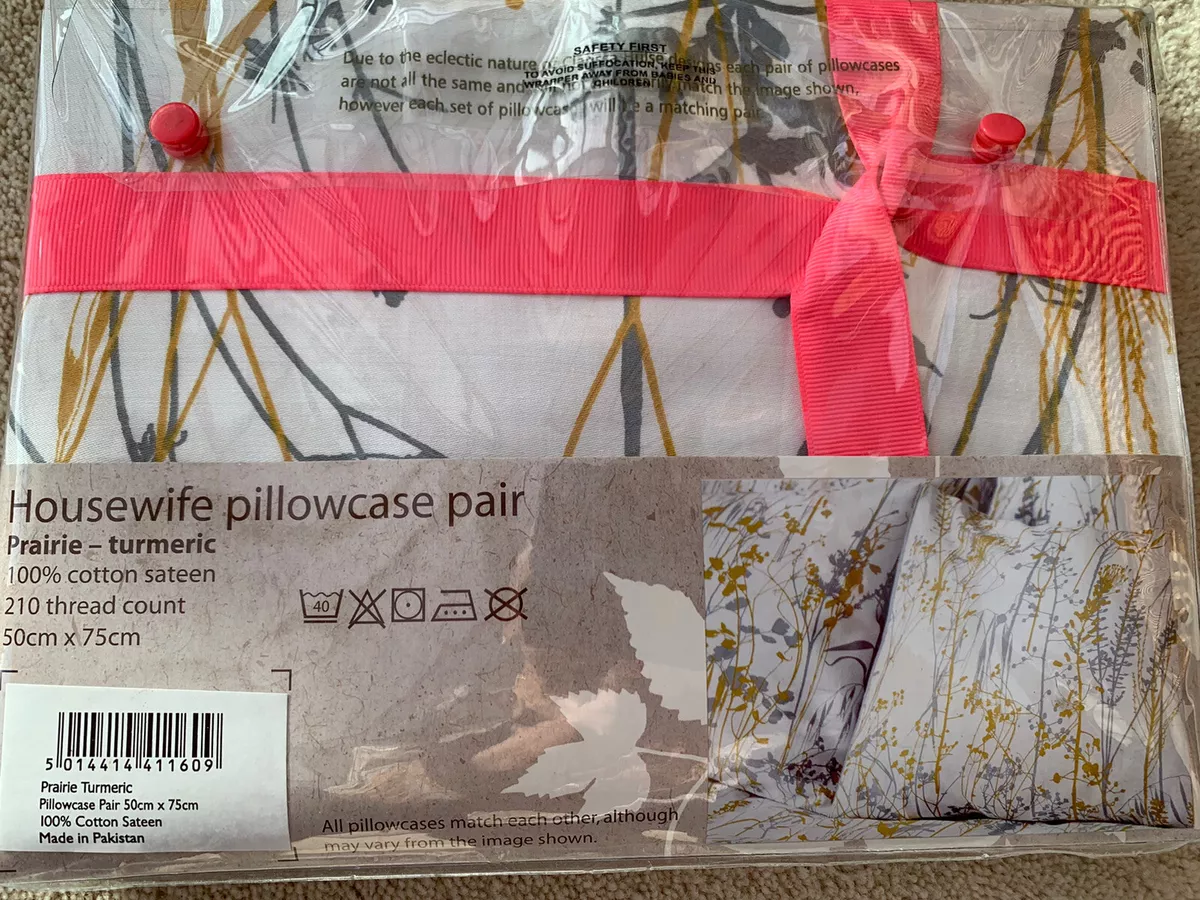 SAFETY FIRST
TO AVOID SUFFOCATION, KEEP THIS
WRAPPER AWAY FROM BABIES AND
CHILDREN
Due to the eclectic nature of each pair of pillowcases
are not all the same and match the image shown,
however each set of pillowcases will be a matching pair
Housewife pillowcase pair
Prairie – turmeric
100% cotton sateen
210 thread count
50cm x 75cm
40
5 014414 411609
Prairie Turmeric
Pillowcase Pair 50cm x 75cm
100% Cotton Sateen
Made in Pakistan
All pillowcases match each other, although
may vary from the image shown.